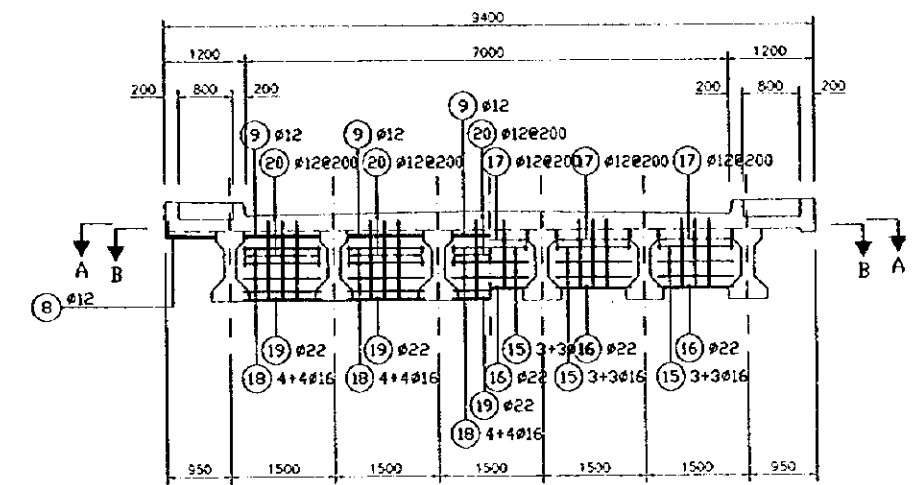 9400
1200 7000 1200
200 800 200 200 800 200
9 ø12
9 ø12 9 ø12 20 ø12@200
20 ø12@200 20 ø12@200 17 ø12@200 17 ø12@200 17 ø12@200
A B B A
8 ø12
19 ø22 19 ø22 15 3+3ø16 16 ø22 16 ø22
18 4+4ø16 18 4+4ø16 16 ø22 15 3+3ø16 15 3+3ø16
19 ø22
18 4+4ø16
950 1500 1500 1500 1500 1500 950